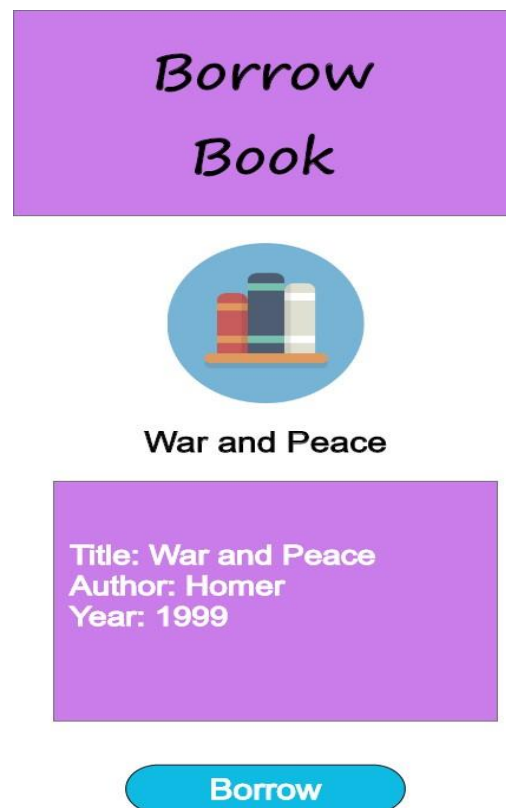 Borrow
Book
War and Peace
Title: War and Peace
Author: Homer
Year: 1999
Borrow